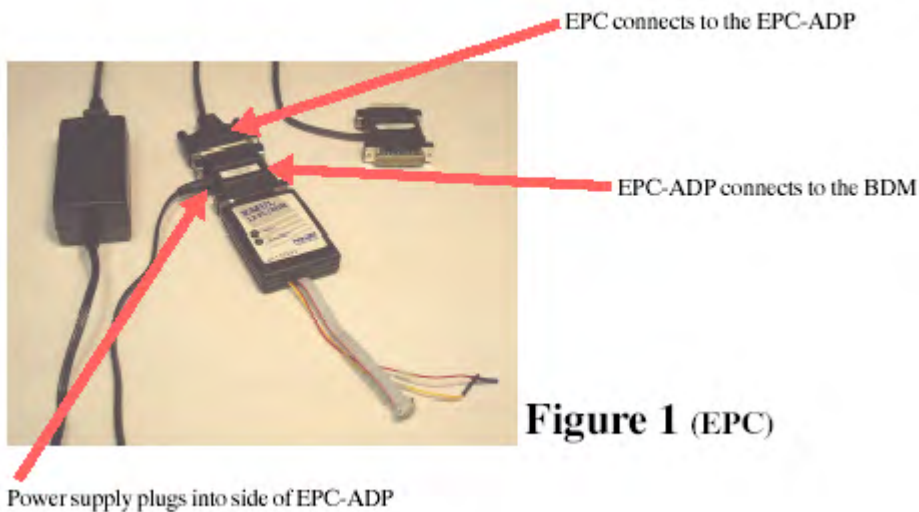 EPC connects to the EPC-ADP
EPC-ADP connects to the BDM
Figure 1 (EPC)
Power supply plugs into side of EPC-ADP